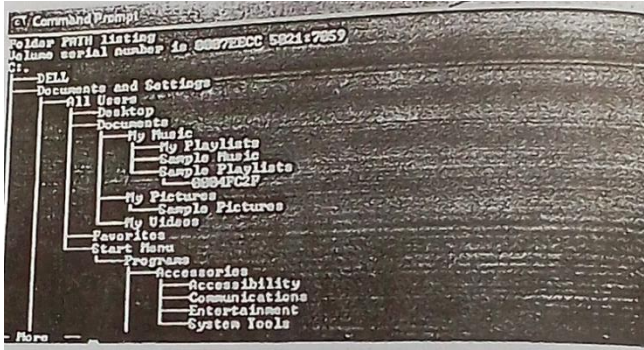 Command Prompt
Folder PATH listing
Volume serial number is 0007EECC 5021:7059
C:.
DELL
Documents and Settings
All Users
Desktop
Documents
My Music
My Playlists
Sample Music
Sample Playlists
0004FC2F
My Pictures
Sample Pictures
My Videos
Favorites
Start Menu
Programs
Accessories
Accessibility
Communications
Entertainment
System Tools
- More -